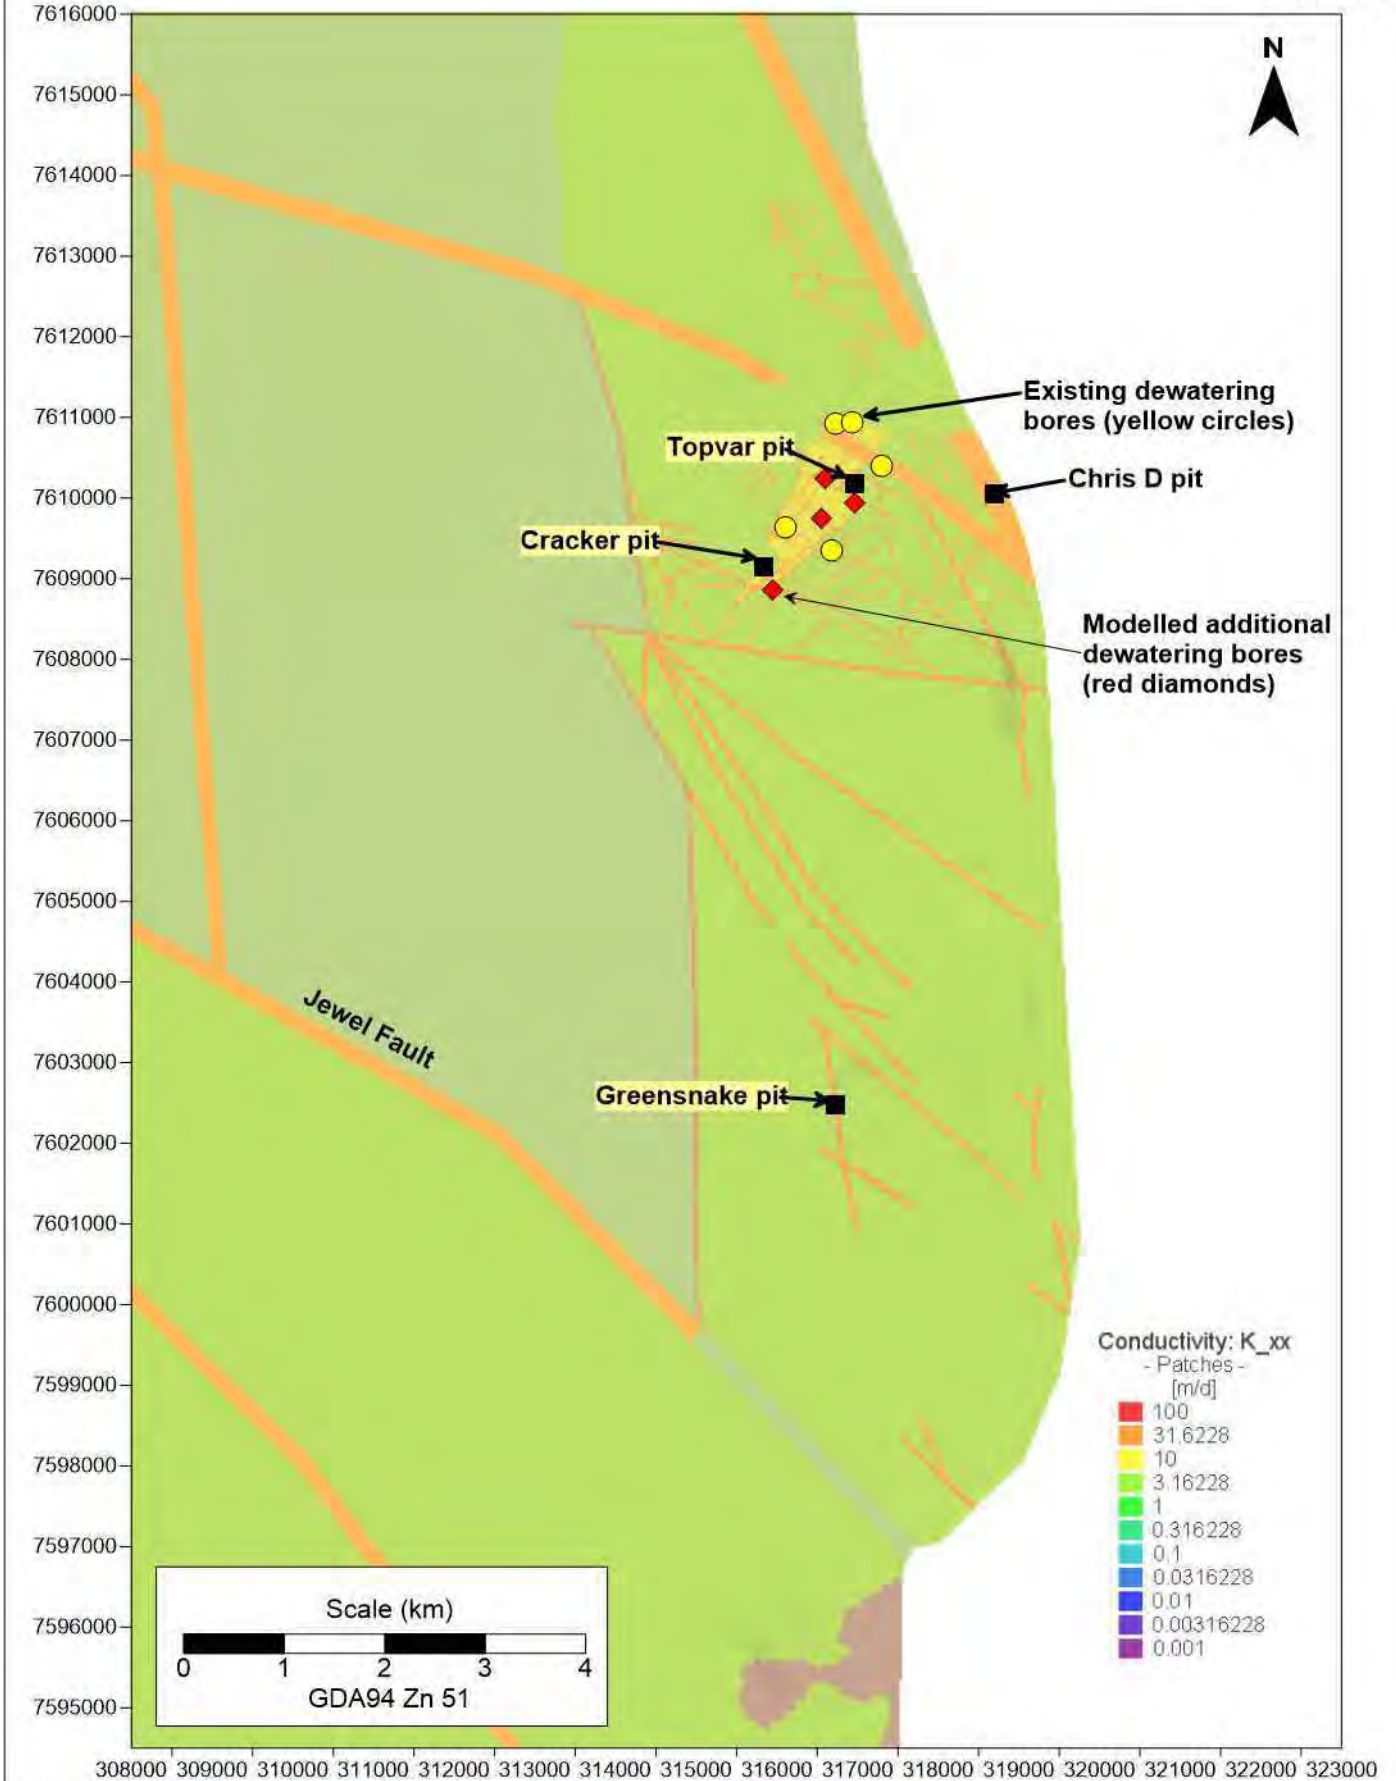 7616000
N
7615000
7614000
7613000
7612000
Existing dewatering
bores (yellow circles)
7611000
Topvar pit
Chris D pit
7610000
Cracker pit
7609000
Modelled additional
dewatering bores
(red diamonds)
7608000
7607000
7606000
7605000
7604000
Jewel Fault
7603000
Greensnake pit
7602000
7601000
7600000
7599000
7598000
7597000
7596000
7595000
Conductivity: K_xx
- Patches -
[m/d]
100
31.6228
10
3.16228
1
0.316228
0.1
0.0316228
0.01
0.00316228
0.001
Scale (km)
0 1 2 3 4
GDA94 Zn 51
308000 309000 310000 311000 312000 313000 314000 315000 316000 317000 318000 319000 320000 321000 322000 323000